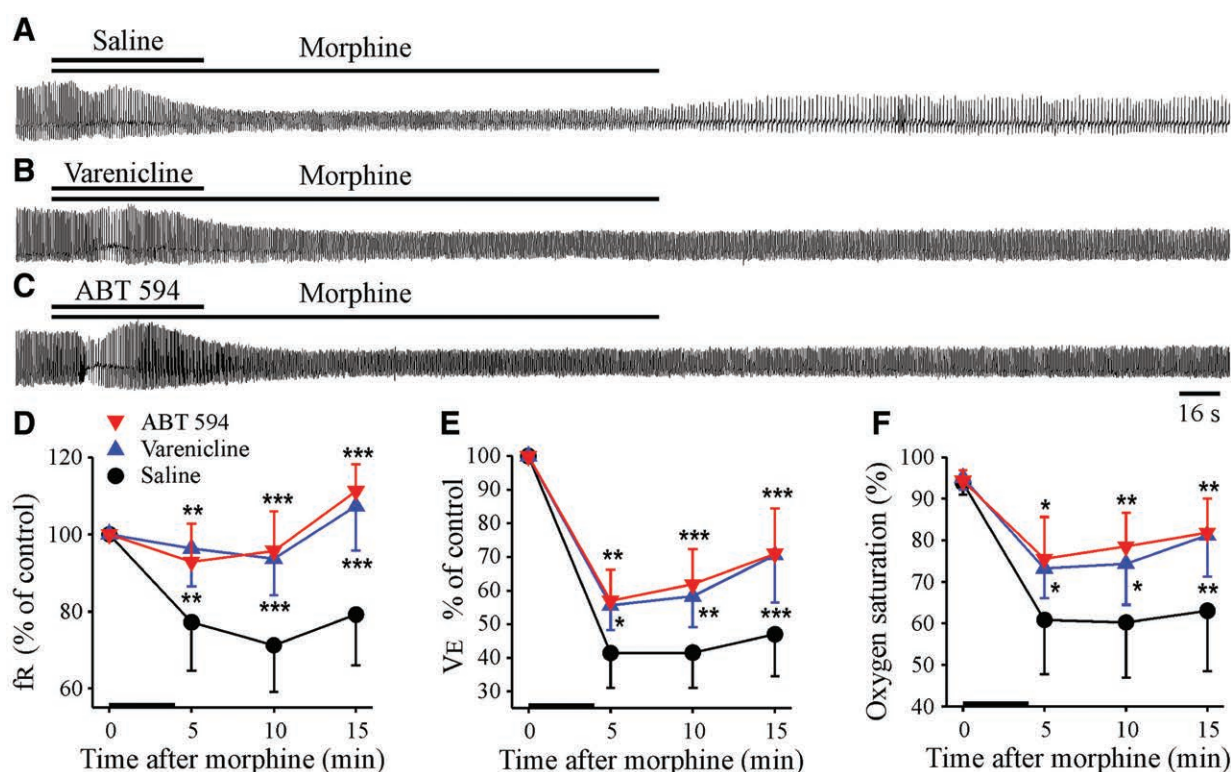 A
Saline
Morphine
B
Varenicline
Morphine
C
ABT 594
Morphine
16 s
D
ABT 594
Varenicline
Saline
fR (% of control)
120
100
80
60
** *** ***
** *** ***
0 5 10 15
Time after morphine (min)
E
VE % of control
100
90
80
70
60
50
40
30
** *** ***
* ** ***
0 5 10 15
Time after morphine (min)
F
Oxygen saturation (%)
100
90
80
70
60
50
40
* ** **
* * **
0 5 10 15
Time after morphine (min)